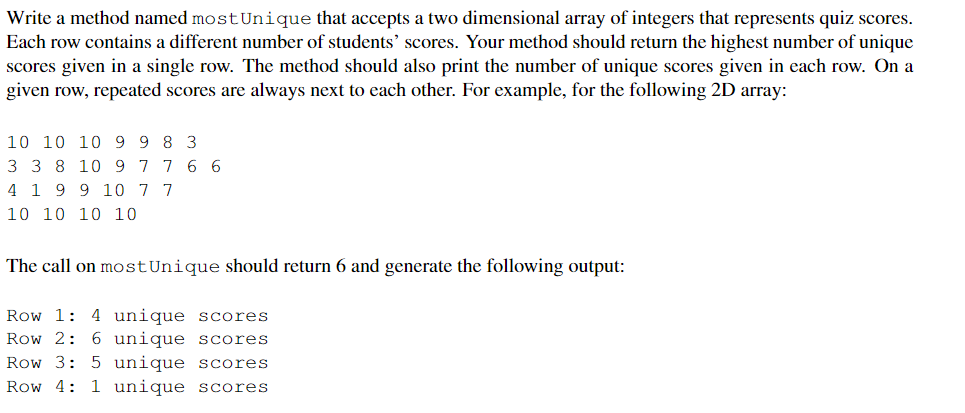 Write a method named mostUnique that accepts a two dimensional array of integers that represents quiz scores.
Each row contains a different number of students’ scores. Your method should return the highest number of unique
scores given in a single row. The method should also print the number of unique scores given in each row. On a
given row, repeated scores are always next to each other. For example, for the following 2D array:
10 10 10 9 9 8 3
3 3 8 10 9 7 7 6 6
4 1 9 9 10 7 7
10 10 10 10
The call on mostUnique should return 6 and generate the following output:
Row 1: 4 unique scores
Row 2: 6 unique scores
Row 3: 5 unique scores
Row 4: 1 unique scores